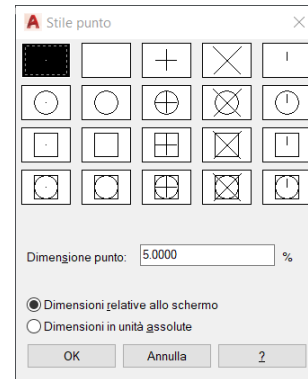 Stile punto
Dimensione punto: 5.0000 %
Dimensioni relative allo schermo
Dimensioni in unità assolute
OK Annulla ?